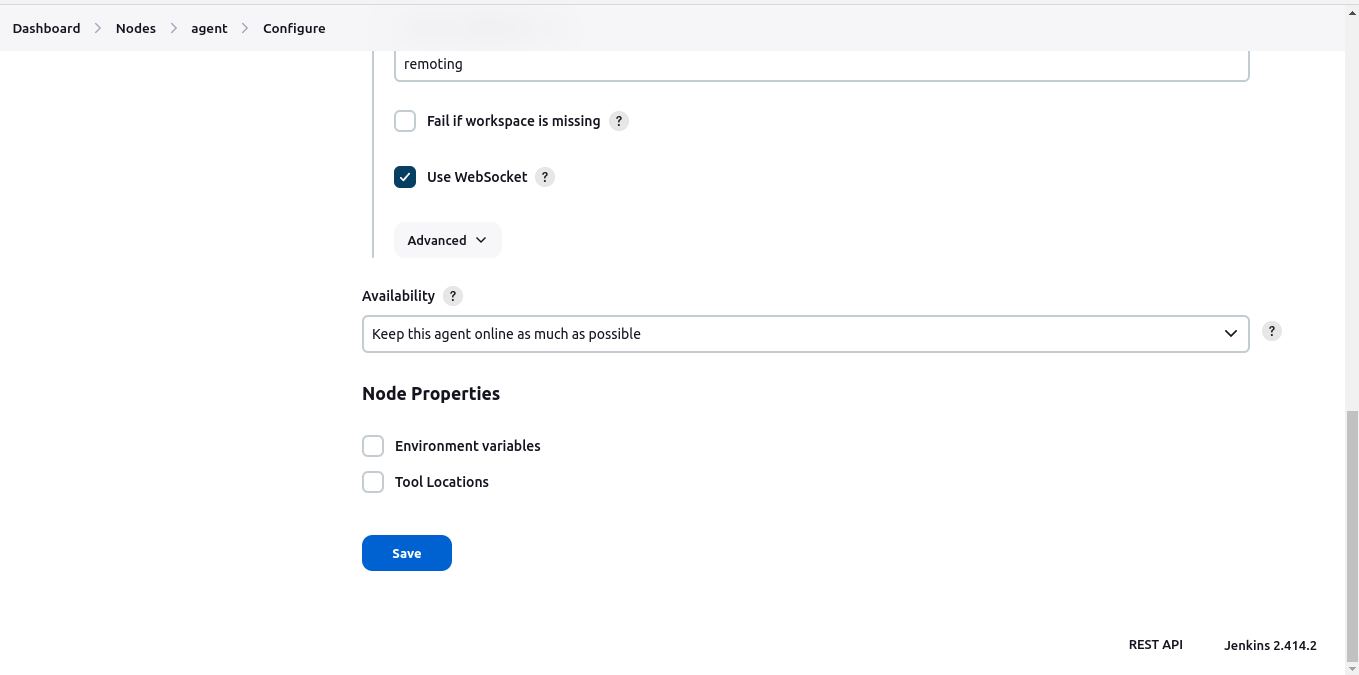 Dashboard > Nodes > agent > Configure
remoting
Fail if workspace is missing ?
Use WebSocket ?
Advanced
Availability ?
Keep this agent online as much as possible ?
Node Properties
Environment variables
Tool Locations
Save
REST API Jenkins 2.414.2